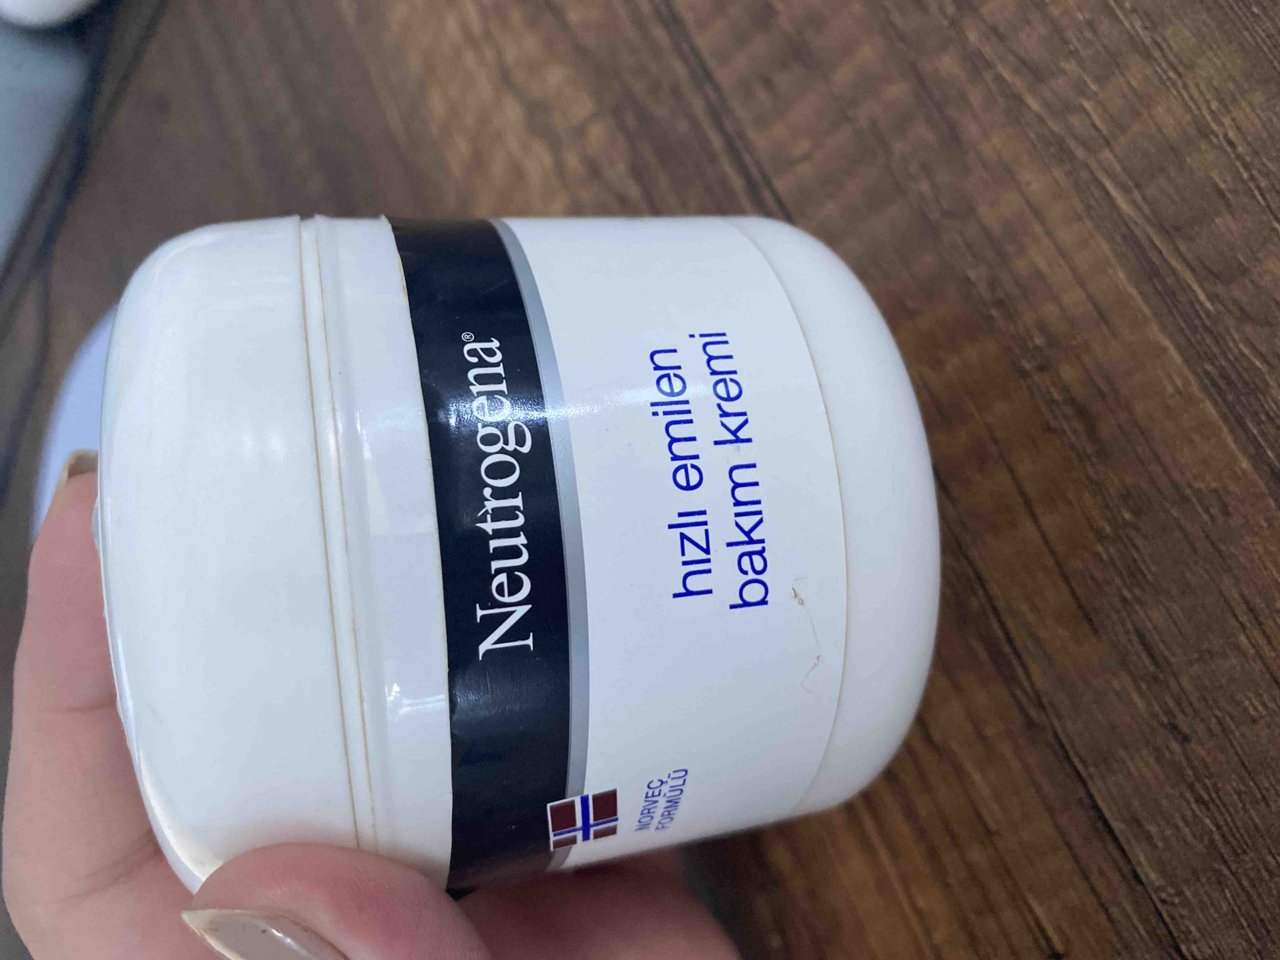 Neutrogena®
hızlı emilen
bakım kremi
NORVEÇ
FORMÜLÜ